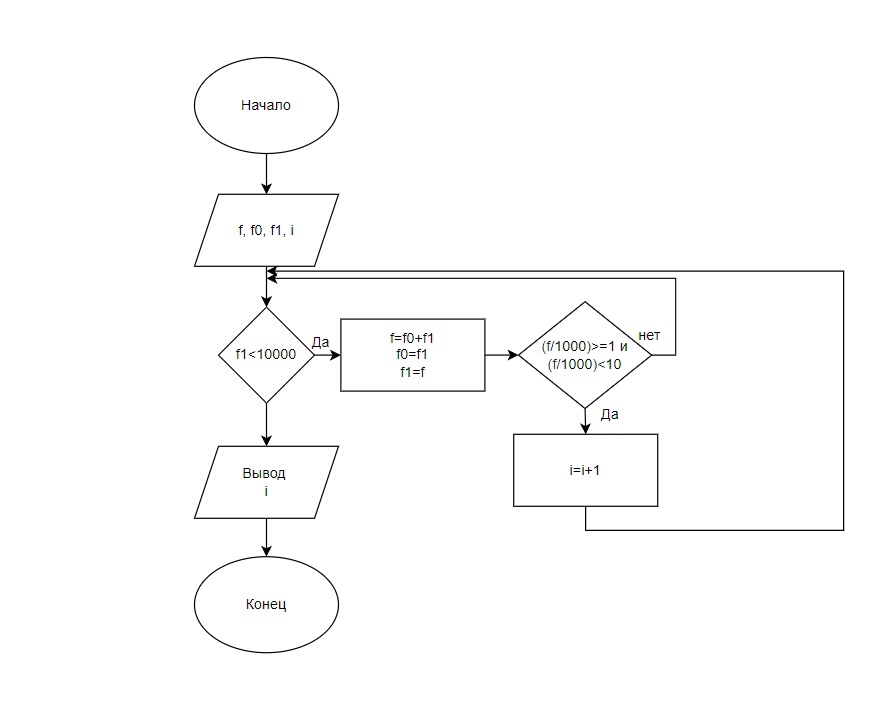 Начало
f, f0, f1, i
f1<10000
Да
f=f0+f1
f0=f1
f1=f
(f/1000)>=1 и
(f/1000)<10
нет
Да
i=i+1
Вывод
i
Конец